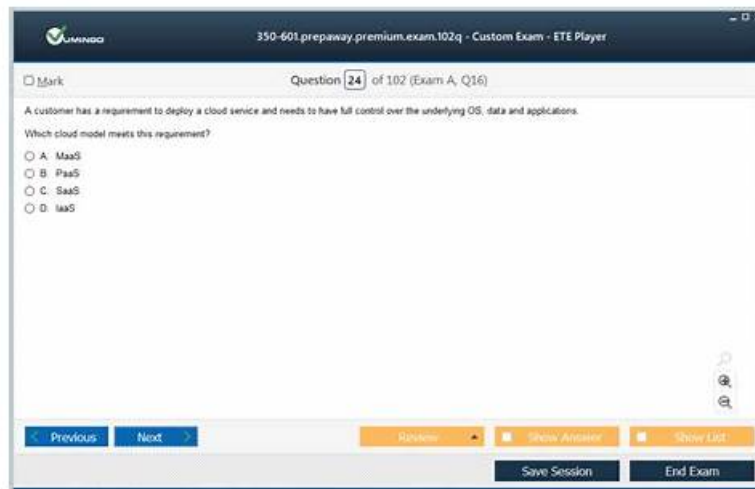 VUMINGO
350-601.prepaway.premium.exam.102q - Custom Exam - ETE Player
Mark
Question 24 of 102 (Exam A, Q16)
A customer has a requirement to deploy a cloud service and needs to have full control over the underlying OS, data and applications.
Which cloud model meets this requirement?
A. MaaS
B. PaaS
C. SaaS
D. IaaS
Previous
Next
Review
Show Answer
Show List
Save Session
End Exam